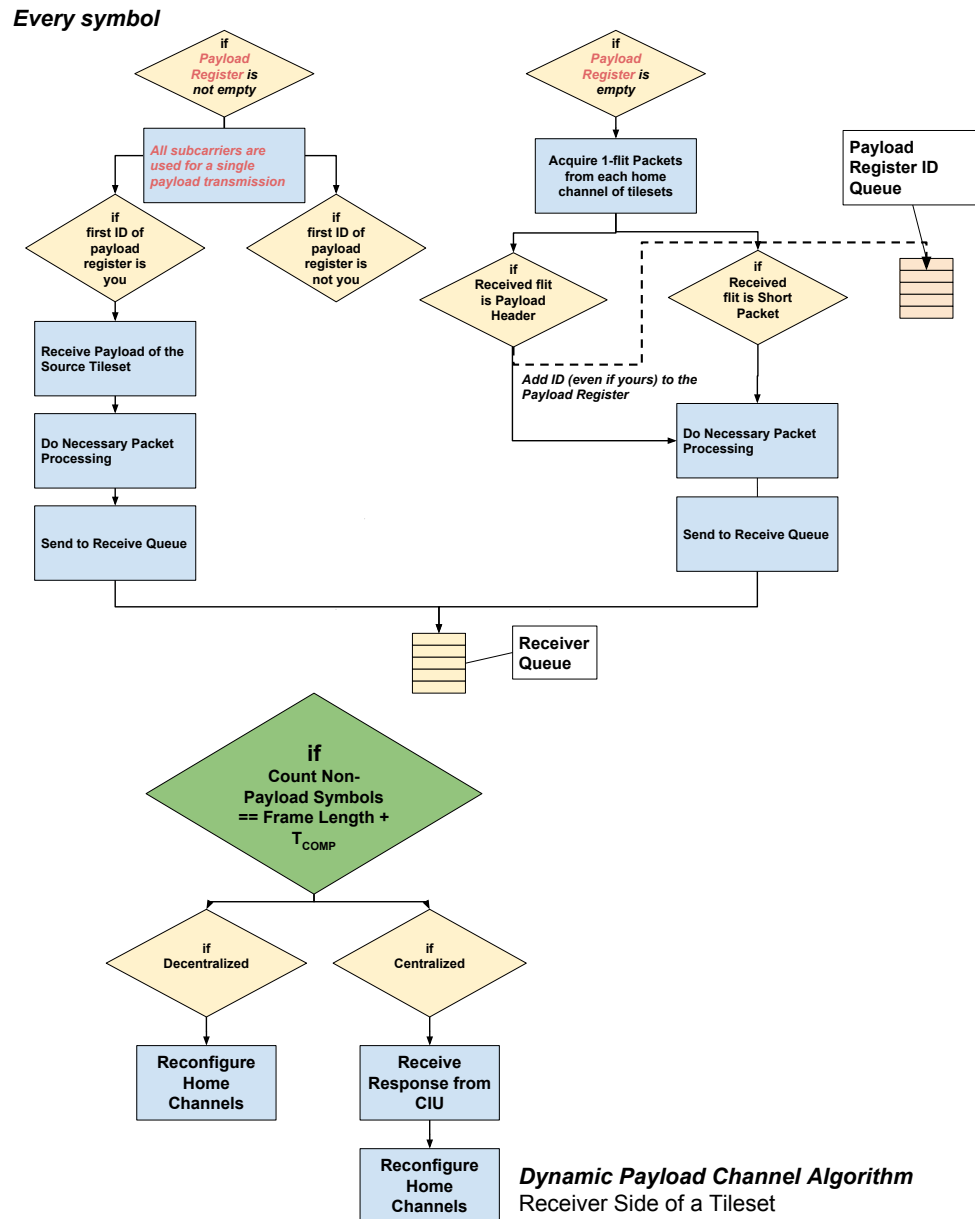 Every symbol
if
Payload
Register is
not empty
All subcarriers are
used for a single
payload transmission
if
first ID of
payload
register is
you
if
first ID of
payload
register is
not you
Receive Payload of the
Source Tileset
Do Necessary Packet
Processing
Send to Receive Queue
if
Payload
Register is
empty
Acquire 1-flit Packets
from each home
channel of tilesets
Payload
Register ID
Queue
if
Received flit
is Payload
Header
if
Received
flit is Short
Packet
Add ID (even if yours) to the
Payload Register
Do Necessary Packet
Processing
Send to Receive Queue
Receiver
Queue
if
Count Non-
Payload Symbols
== Frame Length +
TCOMP
if
Decentralized
if
Centralized
Reconfigure
Home
Channels
Receive
Response from
CIU
Reconfigure
Home
Channels
Dynamic Payload Channel Algorithm
Receiver Side of a Tileset